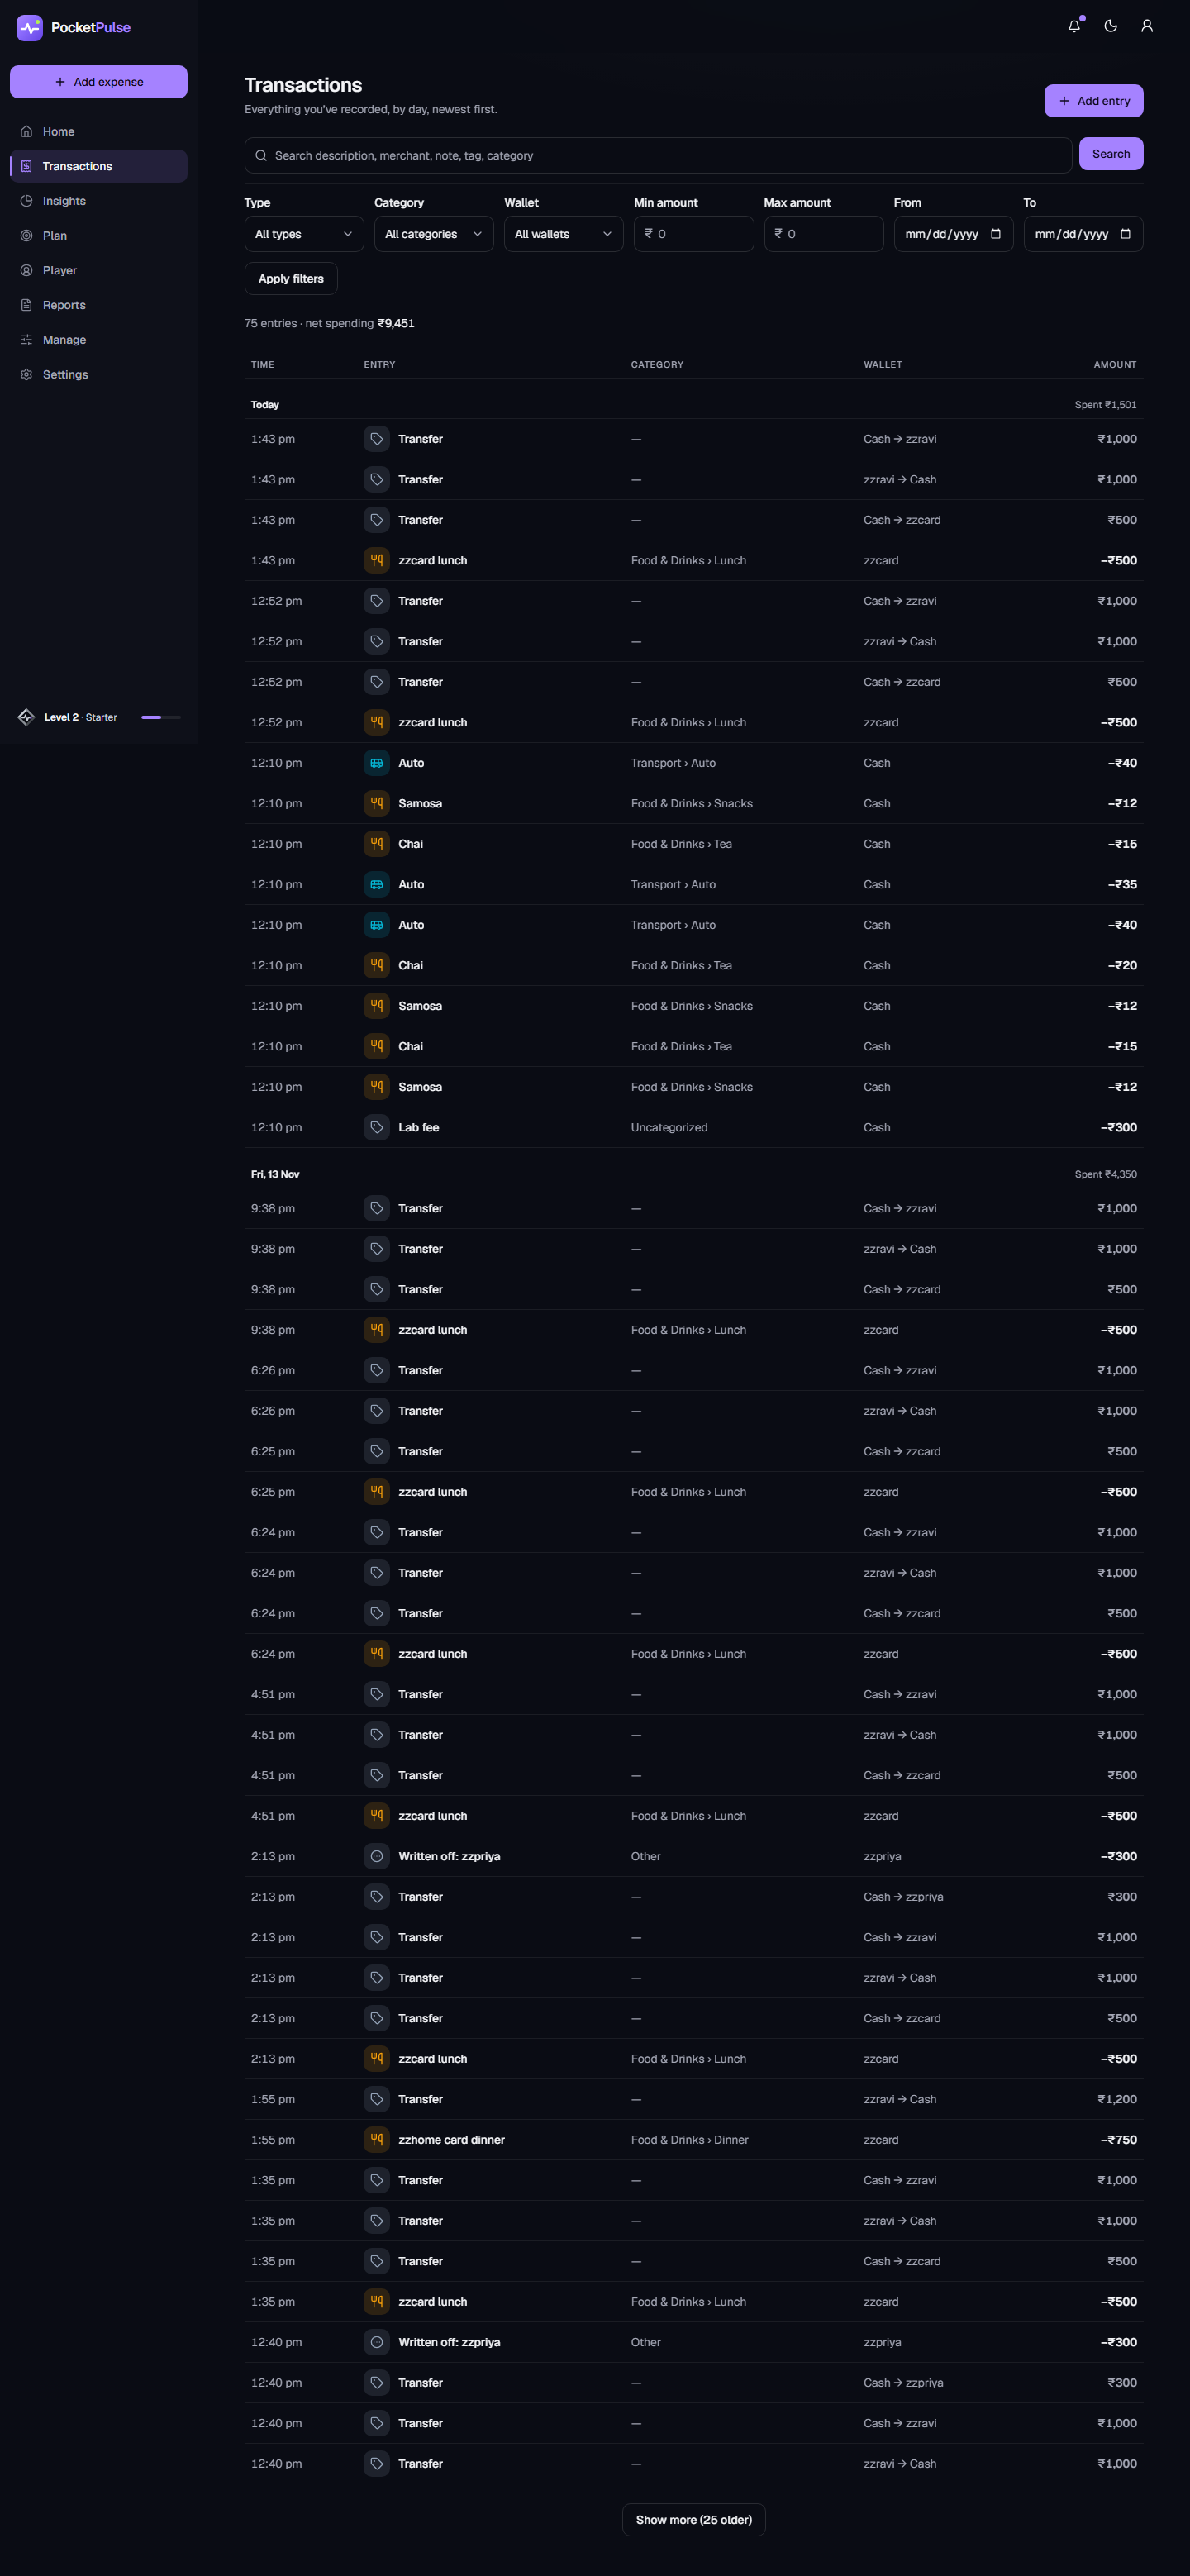 PocketPulse
Add expense
Home
Transactions
Insights
Plan
Player
Reports
Manage
Settings
Level 2 · Starter
Transactions
Everything you've recorded, by day, newest first.
Add entry
Search description, merchant, note, tag, category
Search
Type Category Wallet Min amount Max amount From To
All types All categories All wallets ₹ 0 ₹ 0 mm/dd/yyyy mm/dd/yyyy
Apply filters
75 entries · net spending ₹9,451
TIME ENTRY CATEGORY WALLET AMOUNT
Today Spent ₹1,501
1:43 pm Transfer — Cash → zzravi ₹1,000
1:43 pm Transfer — zzravi → Cash ₹1,000
1:43 pm Transfer — Cash → zzcard ₹500
1:43 pm zzcard lunch Food & Drinks › Lunch zzcard −₹500
12:52 pm Transfer — Cash → zzravi ₹1,000
12:52 pm Transfer — zzravi → Cash ₹1,000
12:52 pm Transfer — Cash → zzcard ₹500
12:52 pm zzcard lunch Food & Drinks › Lunch zzcard −₹500
12:10 pm Auto Transport › Auto Cash −₹40
12:10 pm Samosa Food & Drinks › Snacks Cash −₹12
12:10 pm Chai Food & Drinks › Tea Cash −₹15
12:10 pm Auto Transport › Auto Cash −₹35
12:10 pm Auto Transport › Auto Cash −₹40
12:10 pm Chai Food & Drinks › Tea Cash −₹20
12:10 pm Samosa Food & Drinks › Snacks Cash −₹12
12:10 pm Chai Food & Drinks › Tea Cash −₹15
12:10 pm Samosa Food & Drinks › Snacks Cash −₹12
12:10 pm Lab fee Uncategorized Cash −₹300
Fri, 13 Nov Spent ₹4,350
9:38 pm Transfer — Cash → zzravi ₹1,000
9:38 pm Transfer — zzravi → Cash ₹1,000
9:38 pm Transfer — Cash → zzcard ₹500
9:38 pm zzcard lunch Food & Drinks › Lunch zzcard −₹500
6:26 pm Transfer — Cash → zzravi ₹1,000
6:26 pm Transfer — zzravi → Cash ₹1,000
6:25 pm Transfer — Cash → zzcard ₹500
6:25 pm zzcard lunch Food & Drinks › Lunch zzcard −₹500
6:24 pm Transfer — Cash → zzravi ₹1,000
6:24 pm Transfer — zzravi → Cash ₹1,000
6:24 pm Transfer — Cash → zzcard ₹500
6:24 pm zzcard lunch Food & Drinks › Lunch zzcard −₹500
4:51 pm Transfer — Cash → zzravi ₹1,000
4:51 pm Transfer — zzravi → Cash ₹1,000
4:51 pm Transfer — Cash → zzcard ₹500
4:51 pm zzcard lunch Food & Drinks › Lunch zzcard −₹500
2:13 pm Written off: zzpriya Other zzpriya −₹300
2:13 pm Transfer — Cash → zzpriya ₹300
2:13 pm Transfer — Cash → zzravi ₹1,000
2:13 pm Transfer — zzravi → Cash ₹1,000
2:13 pm Transfer — Cash → zzcard ₹500
2:13 pm zzcard lunch Food & Drinks › Lunch zzcard −₹500
1:55 pm Transfer — zzravi → Cash ₹1,200
1:55 pm zzhome card dinner Food & Drinks › Dinner zzcard −₹750
1:35 pm Transfer — Cash → zzravi ₹1,000
1:35 pm Transfer — zzravi → Cash ₹1,000
1:35 pm Transfer — Cash → zzcard ₹500
1:35 pm zzcard lunch Food & Drinks › Lunch zzcard −₹500
12:40 pm Written off: zzpriya Other zzpriya −₹300
12:40 pm Transfer — Cash → zzpriya ₹300
12:40 pm Transfer — Cash → zzravi ₹1,000
12:40 pm Transfer — zzravi → Cash ₹1,000
Show more (25 older)